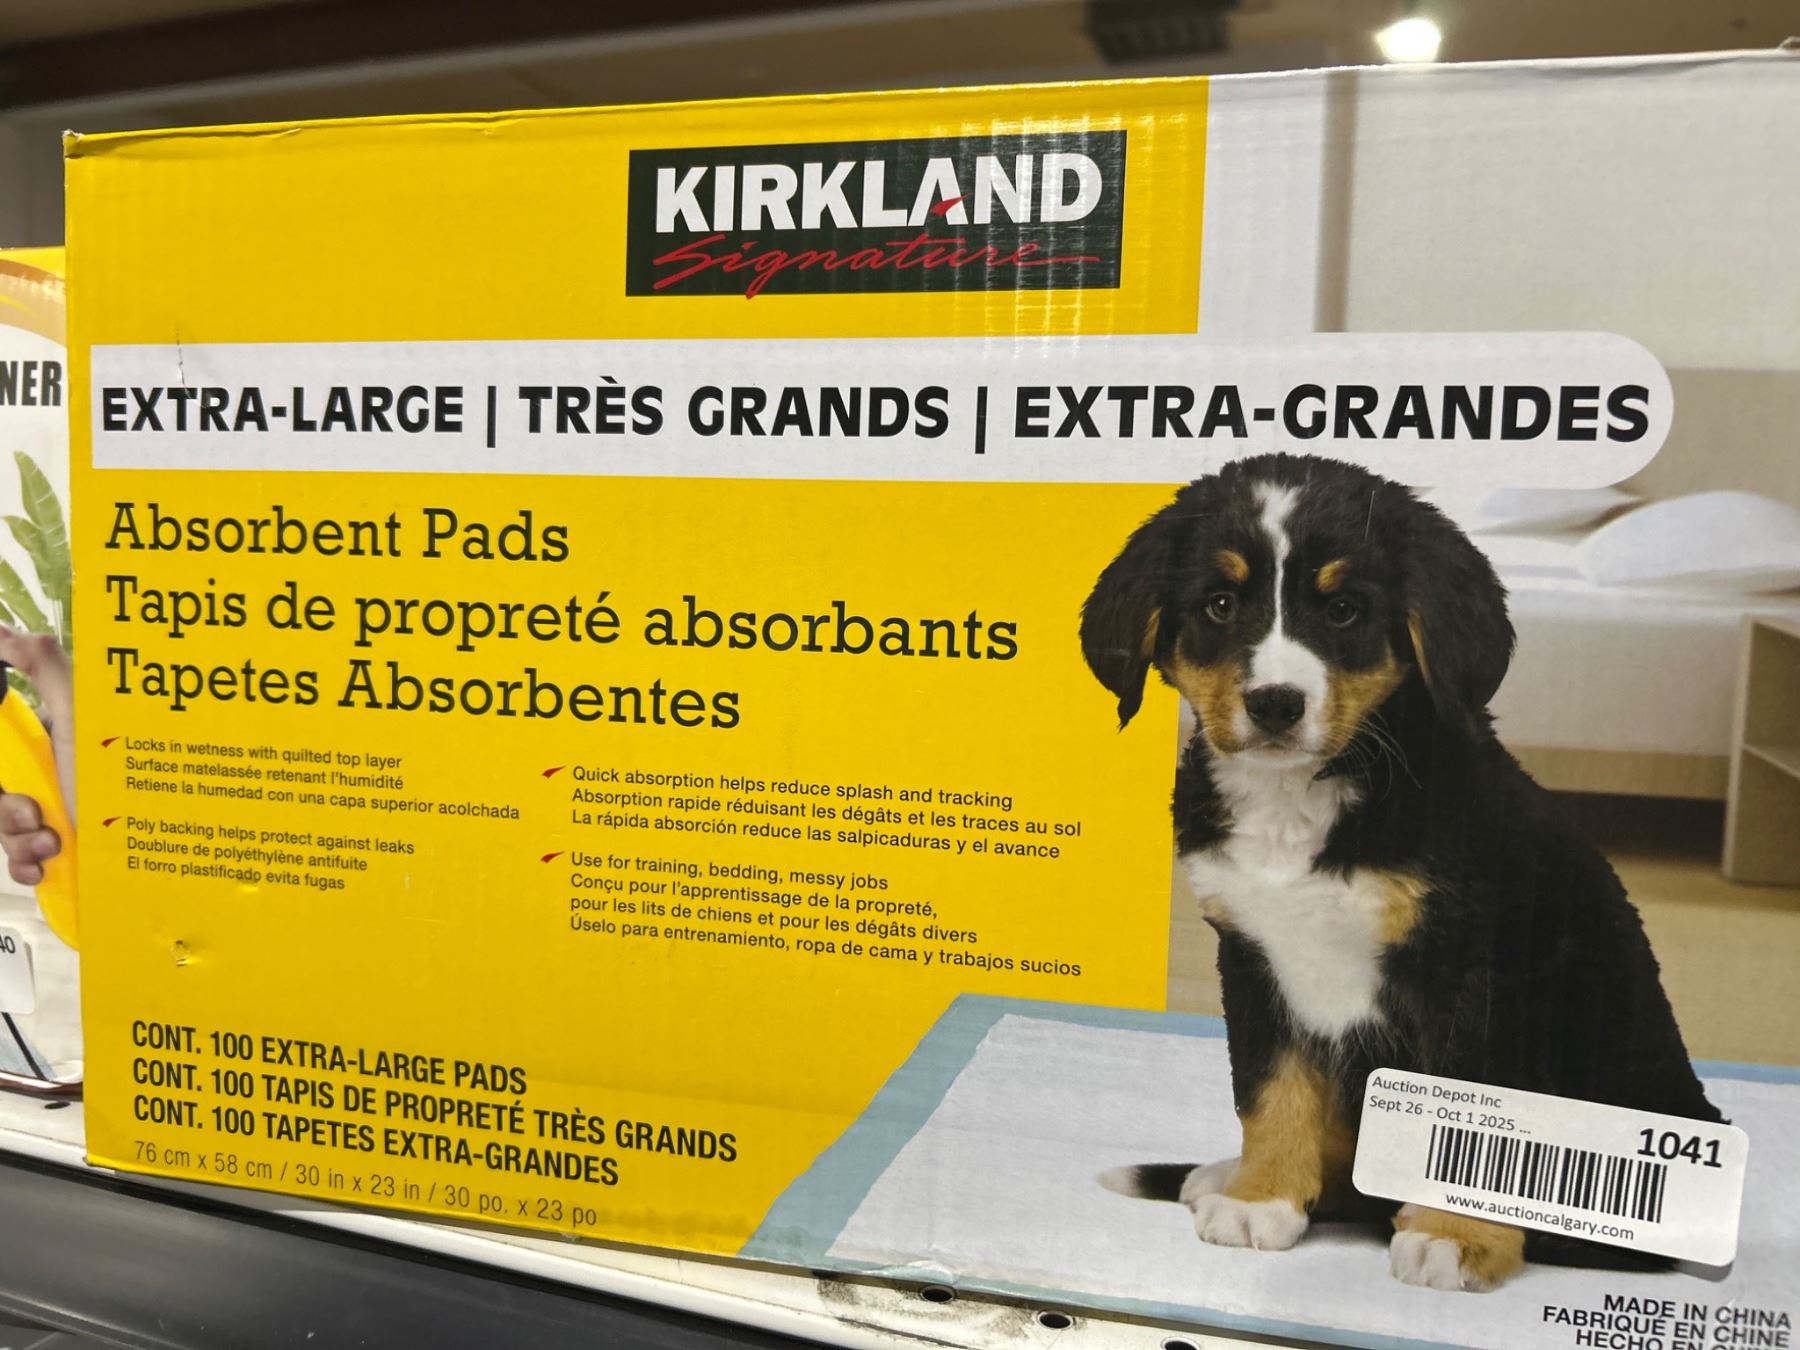 KIRKLAND
Signature
EXTRA-LARGE | TRÈS GRANDS | EXTRA-GRANDES
Absorbent Pads
Tapis de propreté absorbants
Tapetes Absorbentes
Locks in wetness with quilted top layer
Surface matelassée retenant l'humidité
Retiene la humedad con una capa superior acolchada
Poly backing helps protect against leaks
Doublure de polyéthylène antifuite
El forro plastificado evita fugas
Quick absorption helps reduce splash and tracking
Absorption rapide réduisant les dégâts et les traces au sol
La rápida absorción reduce las salpicaduras y el avance
Use for training, bedding, messy jobs
Conçu pour l'apprentissage de la propreté,
pour les lits de chiens et pour les dégâts divers
Úselo para entrenamiento, ropa de cama y trabajos sucios
CONT. 100 EXTRA-LARGE PADS
CONT. 100 TAPIS DE PROPRETÉ TRÈS GRANDS
CONT. 100 TAPETES EXTRA-GRANDES
76 cm x 58 cm / 30 in x 23 in / 30 po. x 23 po
Auction Depot Inc
Sept 26 - Oct 1 2025 ...
1041
www.auctioncalgary.com
MADE IN CHINA
FABRIQUÉ EN CHINE
HECHO EN
NER
40